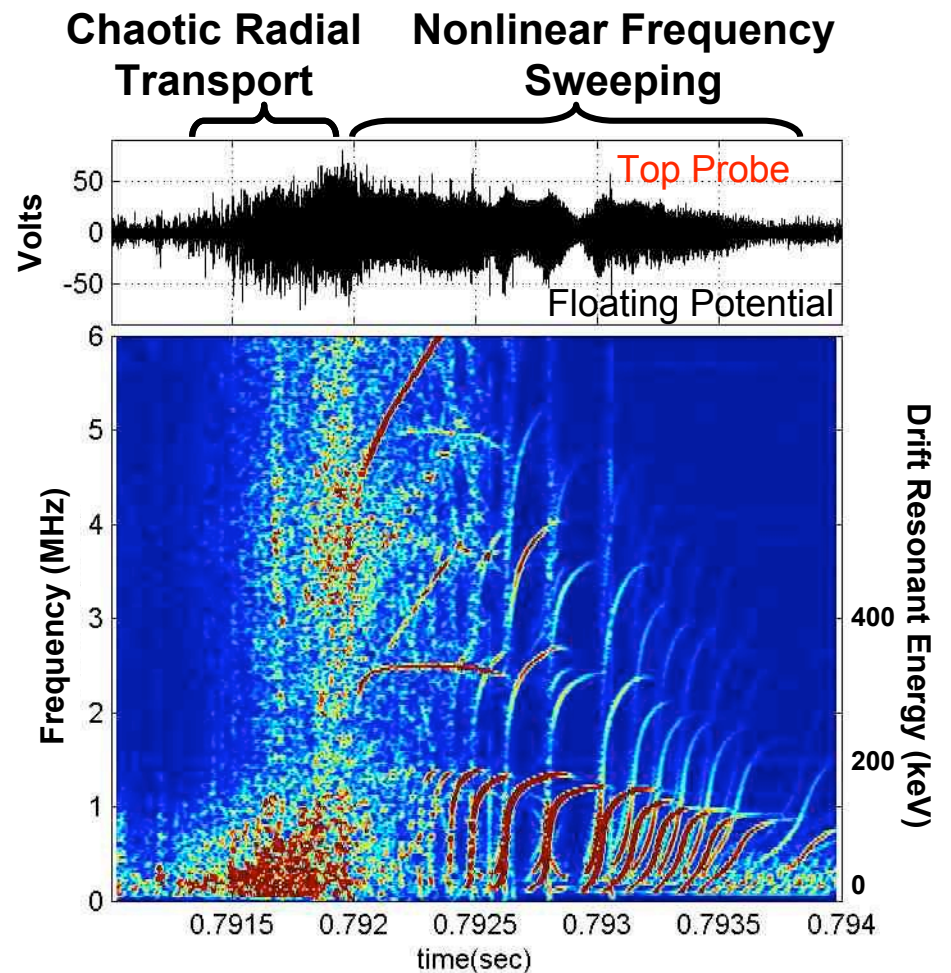 Chaotic Radial
Transport
Nonlinear Frequency
Sweeping
Volts
50
0
-50
Top Probe
Floating Potential
Frequency (MHz)
6
5
4
3
2
1
0
Drift Resonant Energy (keV)
400
200
0
0.7915
0.792
0.7925
0.793
0.7935
0.794
time(sec)